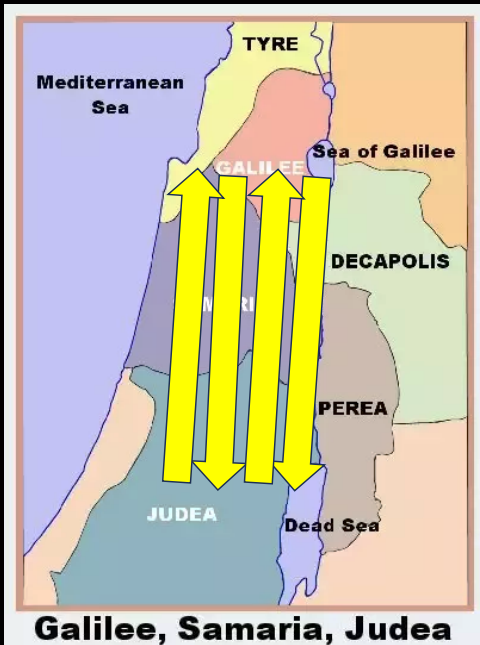 TYRE
Mediterranean
Sea
GALILEE
Sea of Galilee
DECAPOLIS
PEREA
JUDEA
Dead Sea
Galilee, Samaria, Judea